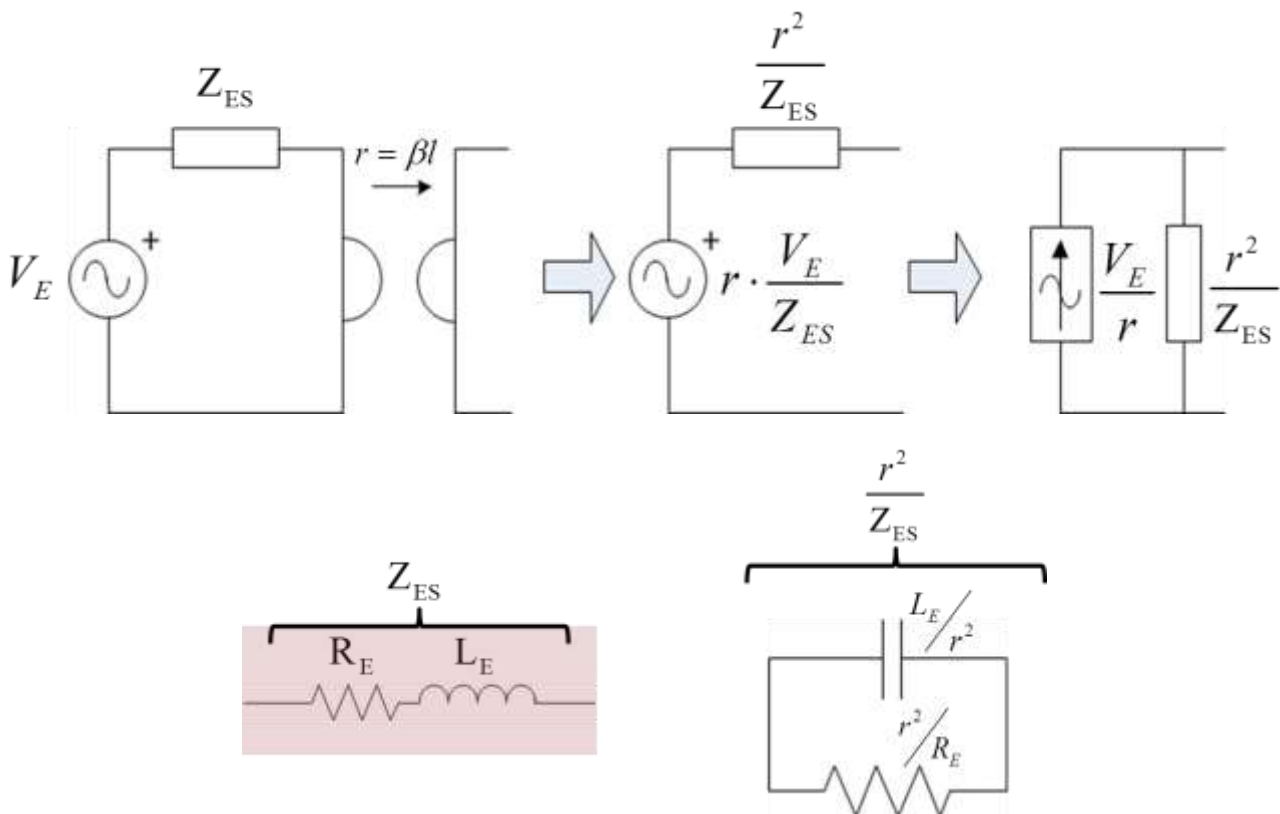 Z_ES
r = βl
+
V_E
r²/Z_ES
+
r · V_E/Z_ES
V_E/r
r²/Z_ES
Z_ES
R_E L_E
r²/Z_ES
L_E/r²
r²/R_E